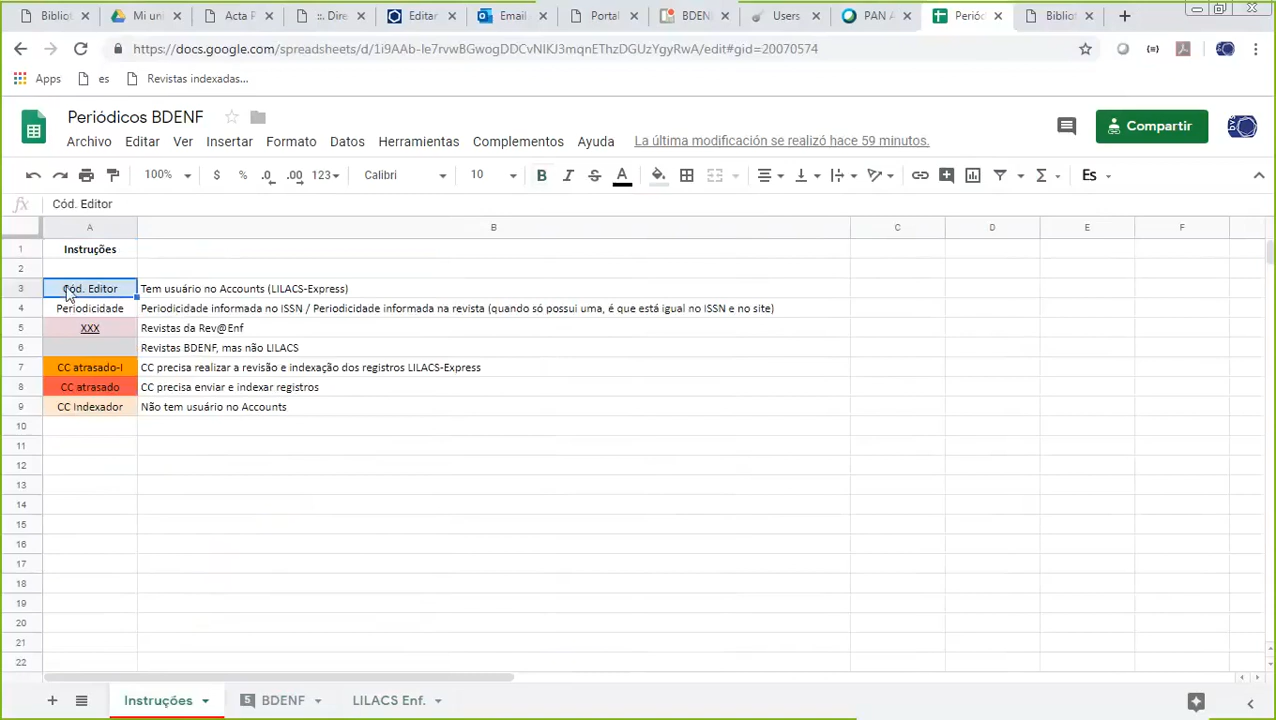 Bibliot
Mi uni
Acta P
::. Dire
Editar
Email
Portal
BDEN
Users
PAN A
Periód
Bibliot
https://docs.google.com/spreadsheets/d/1i9AAb-Ie7rvwBGwogDDCvNIKJ3mqnEThzDGUzYgyRwA/edit#gid=20070574
Apps
es
Revistas indexadas...
Periódicos BDENF
Archivo Editar Ver Insertar Formato Datos Herramientas Complementos Ayuda La última modificación se realizó hace 59 minutos.
Compartir
100% $ % .0 .00 123 Calibri 10 B I S A Σ Es
fx Cód. Editor
A B C D E F
1 Instruções
2
3 Cód. Editor Tem usuário no Accounts (LILACS-Express)
4 Periodicidade Periodicidade informada no ISSN / Periodicidade informada na revista (quando só possui uma, é que está igual no ISSN e no site)
5 XXX Revistas da Rev@Enf
6 Revistas BDENF, mas não LILACS
7 CC atrasado-I CC precisa realizar a revisão e indexação dos registros LILACS-Express
8 CC atrasado CC precisa enviar e indexar registros
9 CC Indexador Não tem usuário no Accounts
10
11
12
13
14
15
16
17
18
19
20
21
22
Instruções 5 BDENF LILACS Enf.